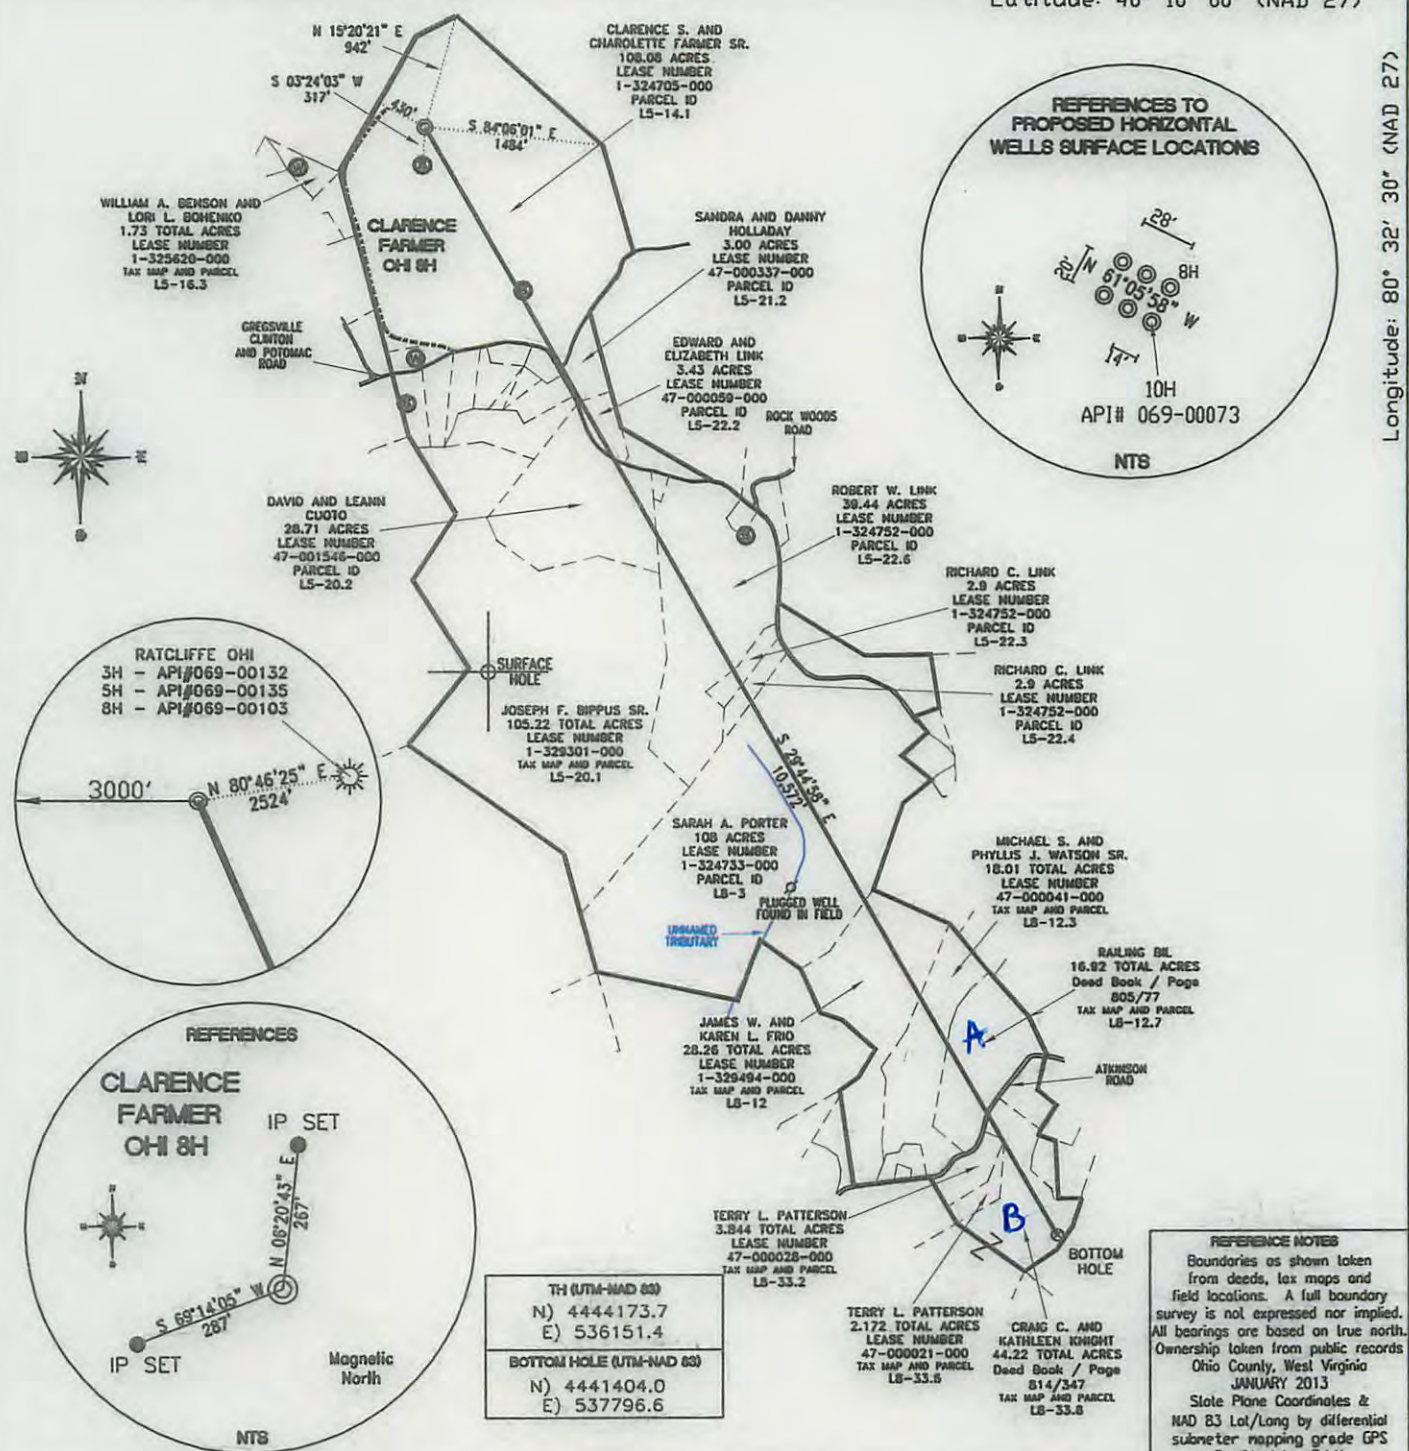 Latitude: 40° 10' 00" (NAD 27)
Longitude: 80° 32' 30" (NAD 27)
N 15°20'21" E
942'
S 03°24'03" W
317'
430'
S 84°06'01" E
1484'
CLARENCE S. AND
CHAROLETTE FARMER SR.
108.08 ACRES
LEASE NUMBER
1-324705-000
PARCEL ID
L5-14.1
REFERENCES TO
PROPOSED HORIZONTAL
WELLS SURFACE LOCATIONS
28'
20'
8H
N 61°05'58" W
14'
10H
API# 069-00073
NTS
WILLIAM A. BENSON AND
LORI L. BOHENKO
1.73 TOTAL ACRES
LEASE NUMBER
1-325620-000
TAX MAP AND PARCEL
L5-16.3
CLARENCE
FARMER
OHI 8H
SANDRA AND DANNY
HOLLADAY
3.00 ACRES
LEASE NUMBER
47-000337-000
PARCEL ID
L5-21.2
GREGSVILLE
CLINTON
AND POTOMAC
ROAD
EDWARD AND
ELIZABETH LINK
3.43 ACRES
LEASE NUMBER
47-000059-000
PARCEL ID
L5-22.2
ROCK WOODS
ROAD
N
DAVID AND LEANN
CUOTO
28.71 ACRES
LEASE NUMBER
47-001546-000
PARCEL ID
L5-20.2
ROBERT W. LINK
39.44 ACRES
LEASE NUMBER
1-324752-000
PARCEL ID
L5-22.6
RICHARD C. LINK
2.9 ACRES
LEASE NUMBER
1-324752-000
PARCEL ID
L5-22.3
RICHARD C. LINK
2.9 ACRES
LEASE NUMBER
1-324752-000
PARCEL ID
L5-22.4
RATCLIFFE OHI
3H - API#069-00132
5H - API#069-00135
8H - API#069-00103
3000'
N 80°46'25" E
2524'
SURFACE
HOLE
JOSEPH F. BIPPUS SR.
105.22 TOTAL ACRES
LEASE NUMBER
1-329301-000
TAX MAP AND PARCEL
L5-20.1
S 29°44'58" E
10,572'
SARAH A. PORTER
108 ACRES
LEASE NUMBER
1-324733-000
PARCEL ID
L8-3
PLUGGED WELL
FOUND IN FIELD
UNNAMED
TRIBUTARY
MICHAEL S. AND
PHYLLIS J. WATSON SR.
18.01 TOTAL ACRES
LEASE NUMBER
47-000041-000
TAX MAP AND PARCEL
L8-12.3
RAILING BIL
16.92 TOTAL ACRES
Deed Book / Page
805/77
TAX MAP AND PARCEL
L8-12.7
A
ATKINSON
ROAD
JAMES W. AND
KAREN L. FRIO
28.26 TOTAL ACRES
LEASE NUMBER
1-329494-000
TAX MAP AND PARCEL
L8-12
REFERENCES
CLARENCE
FARMER
OHI 8H
IP SET
N 06°20'43" E
267'
S 69°14'05" W
287'
IP SET
Magnetic
North
NTS
TERRY L. PATTERSON
3.844 TOTAL ACRES
LEASE NUMBER
47-000028-000
TAX MAP AND PARCEL
L8-33.2
B
BOTTOM
HOLE
TERRY L. PATTERSON
2.172 TOTAL ACRES
LEASE NUMBER
47-000021-000
TAX MAP AND PARCEL
L8-33.6
CRAIG C. AND
KATHLEEN KNIGHT
44.22 TOTAL ACRES
Deed Book / Page
814/347
TAX MAP AND PARCEL
L8-33.8
TH (UTM-NAD 83)
N) 4444173.7
E) 536151.4
BOTTOM HOLE (UTM-NAD 83)
N) 4441404.0
E) 537796.6
REFERENCE NOTES
Boundaries as shown taken
from deeds, tax maps and
field locations. A full boundary
survey is not expressed nor implied.
All bearings are based on true north.
Ownership taken from public records
Ohio County, West Virginia
JANUARY 2013
State Plane Coordinates &
NAD 83 Lat/Long by differential
submeter mapping grade GPS